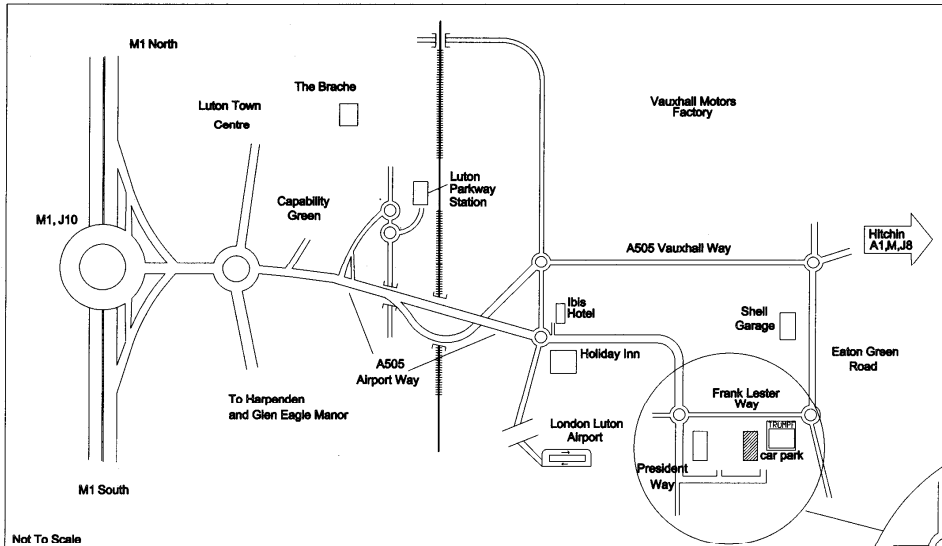 M1 North
The Brache
Luton Town
Centre
Vauxhall Motors
Factory
Capability
Green
Luton
Parkway
Station
M1, J10
A505 Vauxhall Way
Hitchin
A1,M,J8
Ibis
Hotel
Shell
Garage
Holiday Inn
A505
Airport Way
Eaton Green
Road
To Harpenden
and Glen Eagle Manor
Frank Lester
Way
London Luton
Airport
TRUMPF
car park
President
Way
M1 South
Not To Scale